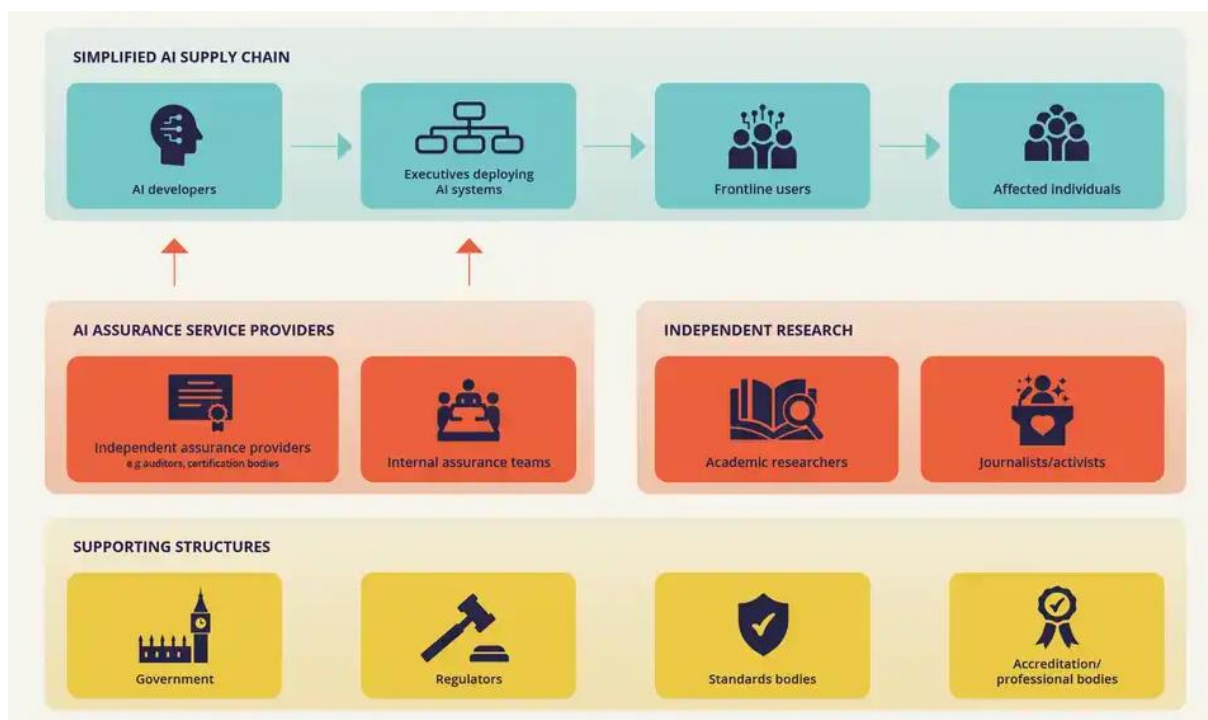 SIMPLIFIED AI SUPPLY CHAIN
AI developers
Executives deploying
AI systems
Frontline users
Affected individuals
AI ASSURANCE SERVICE PROVIDERS
Independent assurance providers
e.g auditors, certification bodies
Internal assurance teams
INDEPENDENT RESEARCH
Academic researchers
Journalists/activists
SUPPORTING STRUCTURES
Government
Regulators
Standards bodies
Accreditation/
professional bodies